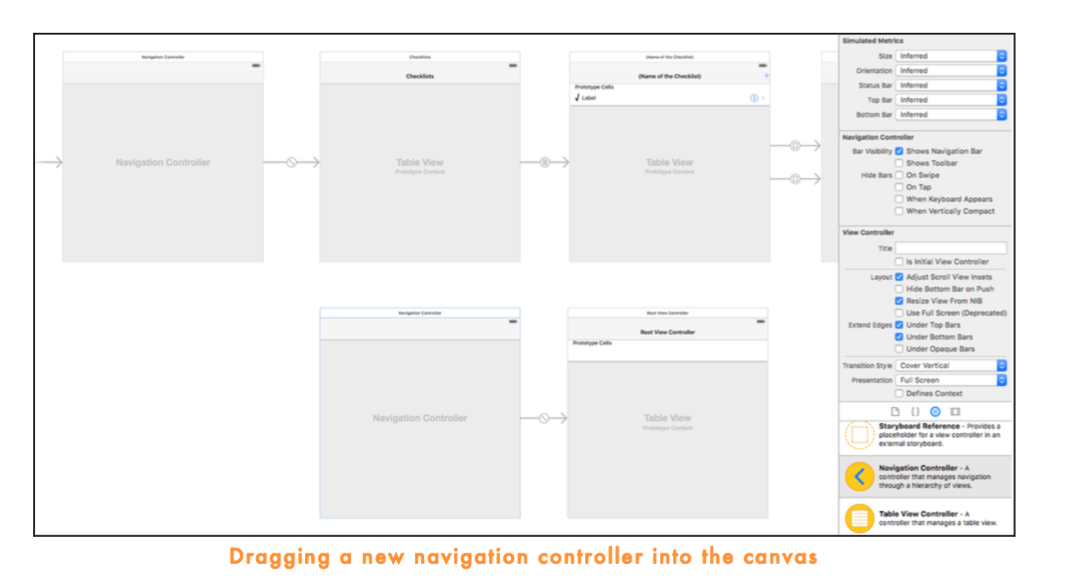 Navigation Controller
Navigation Controller
Checklists
Checklists
Table View
Prototype Content
(Name of the Checklist)
(Name of the Checklist)
Prototype Cells
✓ Label
Table View
Prototype Content
Navigation Controller
Navigation Controller
Root View Controller
Root View Controller
Prototype Cells
Table View
Prototype Content
Simulated Metrics
Size Inferred
Orientation Inferred
Status Bar Inferred
Top Bar Inferred
Bottom Bar Inferred
Navigation Controller
Bar Visibility Shows Navigation Bar
Shows Toolbar
Hide Bars On Swipe
On Tap
When Keyboard Appears
When Vertically Compact
View Controller
Title
Is Initial View Controller
Layout Adjust Scroll View Insets
Hide Bottom Bar on Push
Resize View From NIB
Use Full Screen (Deprecated)
Extend Edges Under Top Bars
Under Bottom Bars
Under Opaque Bars
Transition Style Cover Vertical
Presentation Full Screen
Defines Context
{ }
Storyboard Reference - Provides a
placeholder for a view controller in an
external storyboard.
Navigation Controller - A
controller that manages navigation
through a hierarchy of views.
Table View Controller - A
controller that manages a table view.
Dragging a new navigation controller into the canvas